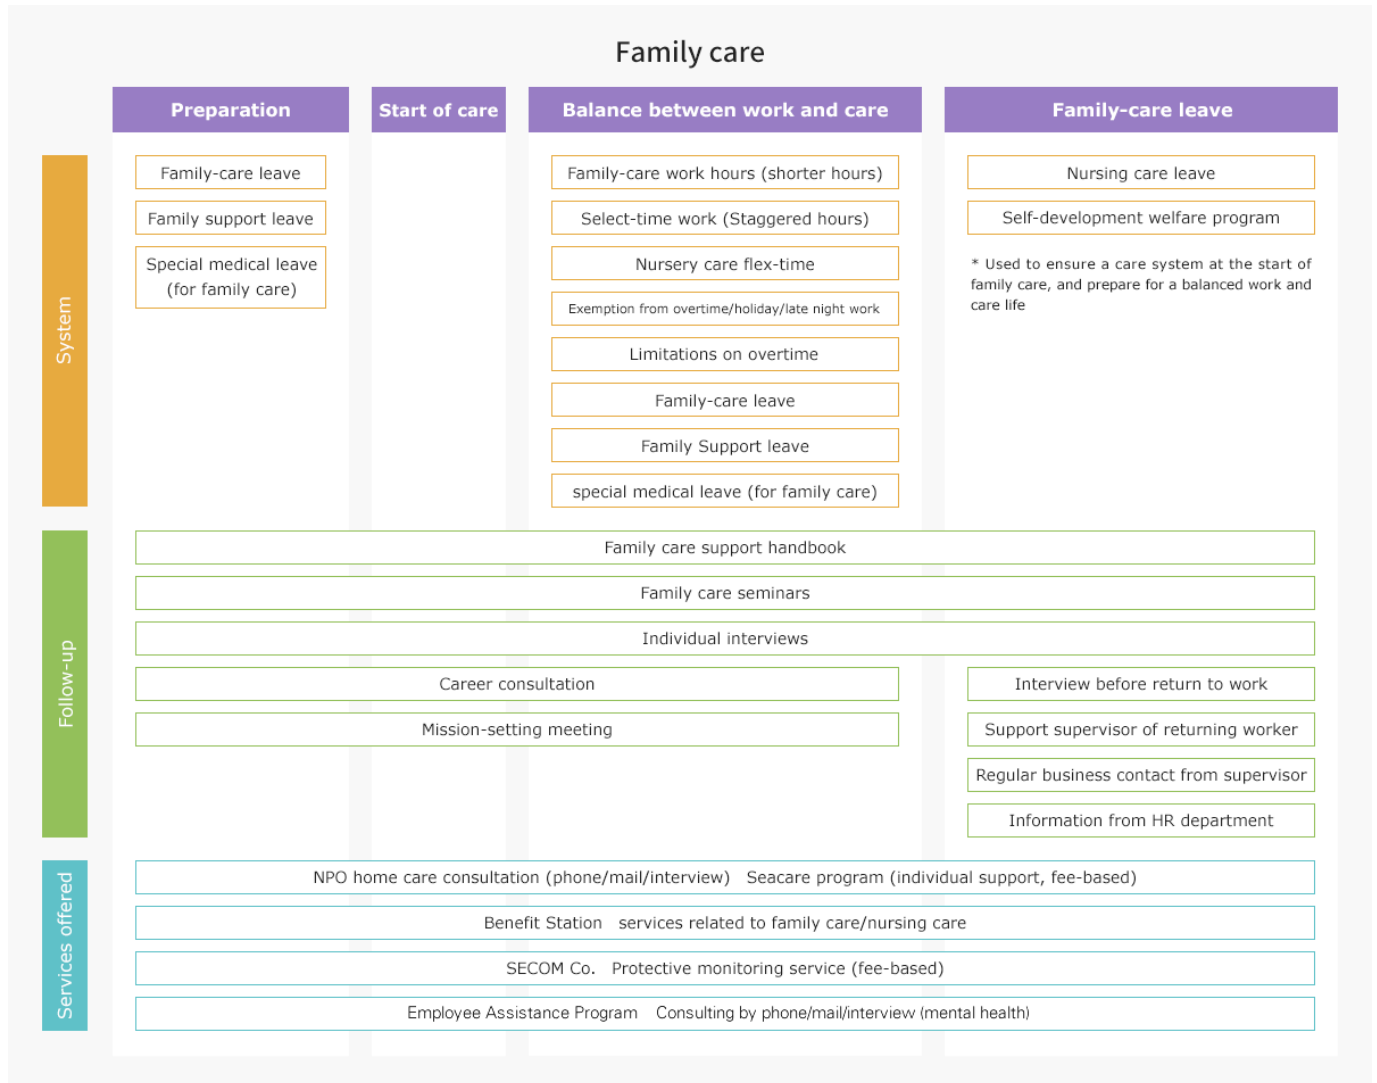 Family care
Preparation
Start of care
Balance between work and care
Family-care leave
System
Family-care leave
Family support leave
Special medical leave
(for family care)
Family-care work hours (shorter hours)
Select-time work (Staggered hours)
Nursery care flex-time
Exemption from overtime/holiday/late night work
Limitations on overtime
Family-care leave
Family Support leave
special medical leave (for family care)
Nursing care leave
Self-development welfare program
* Used to ensure a care system at the start of
family care, and prepare for a balanced work and
care life
Follow-up
Family care support handbook
Family care seminars
Individual interviews
Career consultation
Mission-setting meeting
Interview before return to work
Support supervisor of returning worker
Regular business contact from supervisor
Information from HR department
Services offered
NPO home care consultation (phone/mail/interview) Seacare program (individual support, fee-based)
Benefit Station services related to family care/nursing care
SECOM Co. Protective monitoring service (fee-based)
Employee Assistance Program Consulting by phone/mail/interview (mental health)